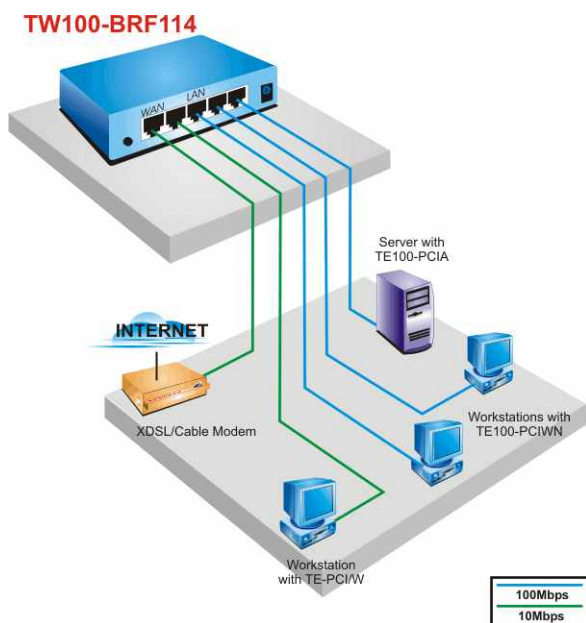 TW100-BRF114
WAN
LAN
Server with
TE100-PCIA
INTERNET
XDSL/Cable Modem
Workstations with
TE100-PCIWN
Workstation
with TE-PCI/W
100Mbps
10Mbps